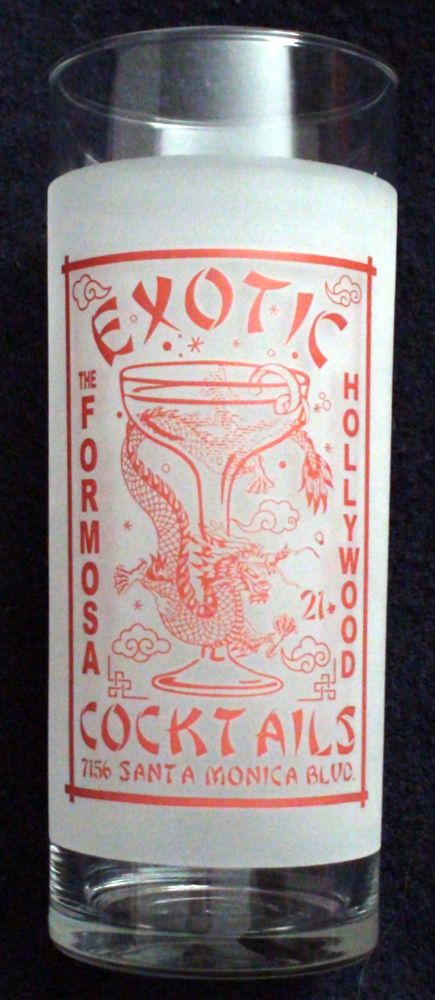 EXOTIC
THE FORMOSA
HOLLYWOOD
21
COCKTAILS
7156 SANTA MONICA BLVD.